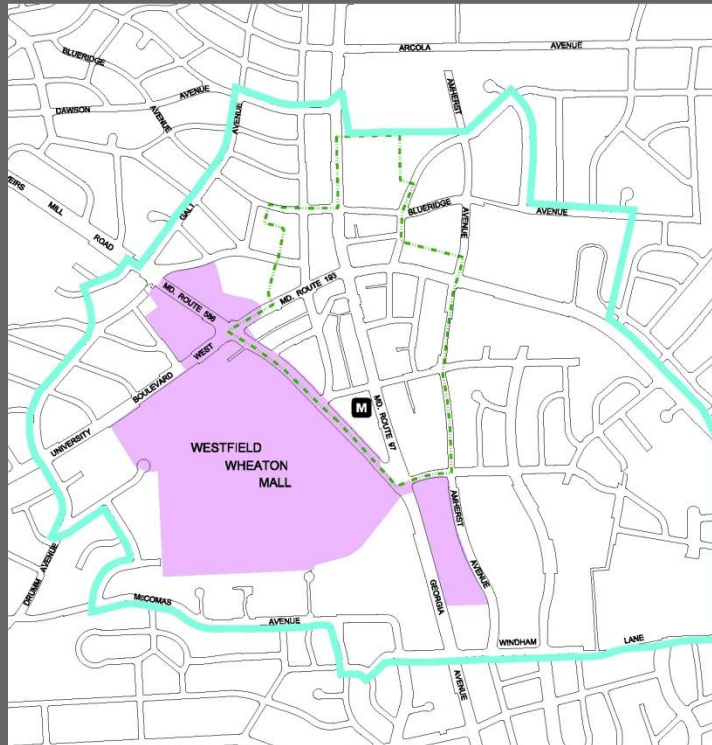 ARCOLA AVENUE
BLUERIDGE
AVENUE
DAWSON AVENUE
AVENUE
AMHERST
VEIRS
MILL
ROAD
GALT
BLUERIDGE AVENUE
AVENUE
MD. ROUTE 586
MD. ROUTE 193
WEST
BOULEVARD
UNIVERSITY
M
MD. ROUTE 97
WESTFIELD
WHEATON
MALL
AMHERST
AVENUE
DRUMM AVENUE
McCOMAS
AVENUE
GEORGIA
AVENUE
WINDHAM
LANE